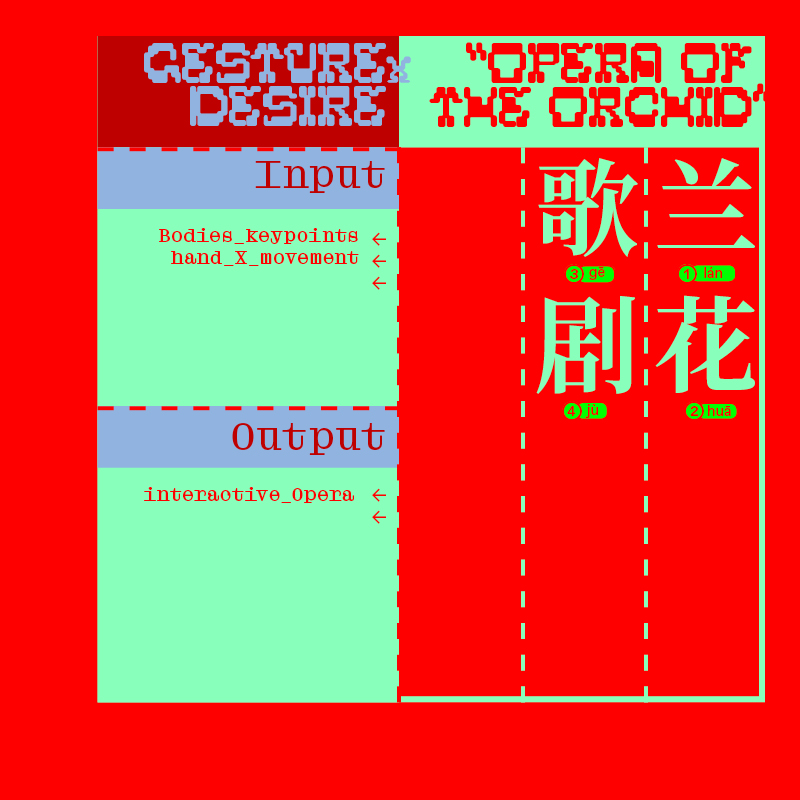 GESTUREx
DESIRE
"OPERA OF
THE ORCHID"
Input
Bodies_keypoints ←
hand_X_movement ←
←
Output
interactive_Opera ←
←
兰
① lán
花
② huā
歌
③ gē
剧
④ jù